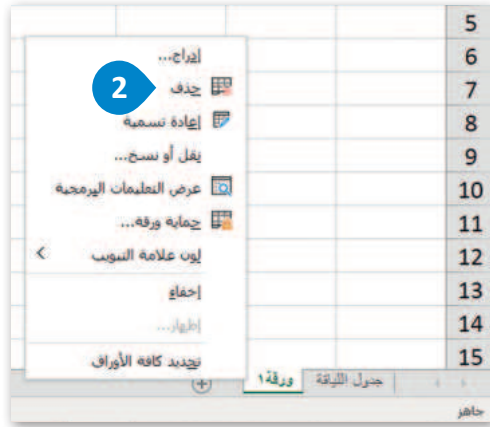 5
إدراج... 6
2 حذف 7
إعادة تسمية 8
نقل أو نسخ... 9
عرض التعليمات البرمجية 10
حماية ورقة... 11
لون علامة التبويب 12
إخفاء 13
إظهار... 14
تحديد كافة الأوراق 15
جدول اللياقة ورقة١
جاهز